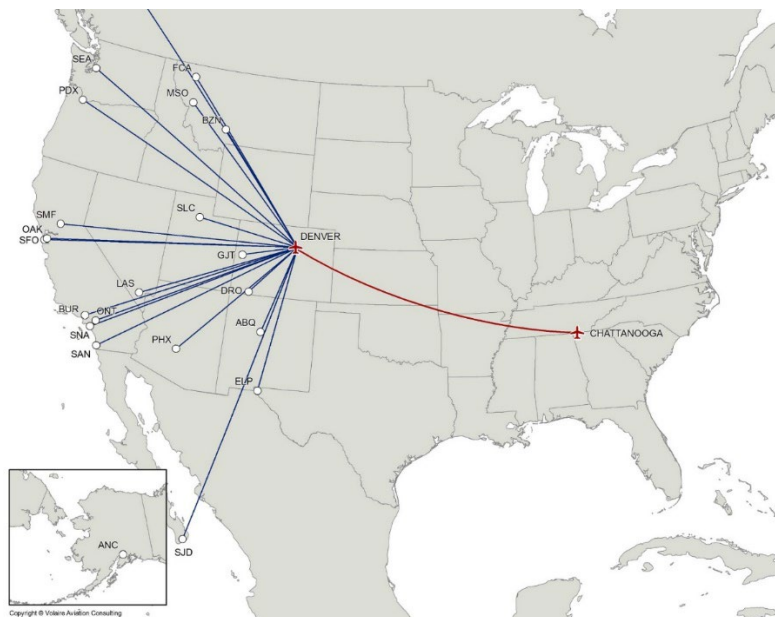 SEA
FCA
PDX
MSO
BZN
SLC
SMF
OAK
SFO
DENVER
GJT
LAS
DRO
BUR
ONT
SNA
ABQ
CHATTANOOGA
PHX
SAN
ELP
ANC
SJD
Copyright © Volaire Aviation Consulting